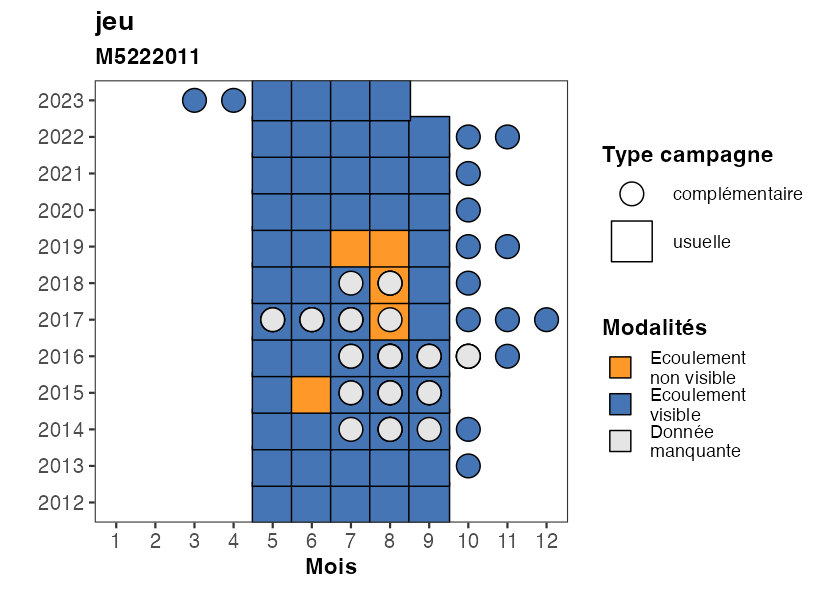 jeu
M5222011
2023
2022
2021
2020
2019
2018
2017
2016
2015
2014
2013
2012
1 2 3 4 5 6 7 8 9 10 11 12
Mois
Type campagne
complémentaire
usuelle
Modalités
Ecoulement
non visible
Ecoulement
visible
Donnée
manquante